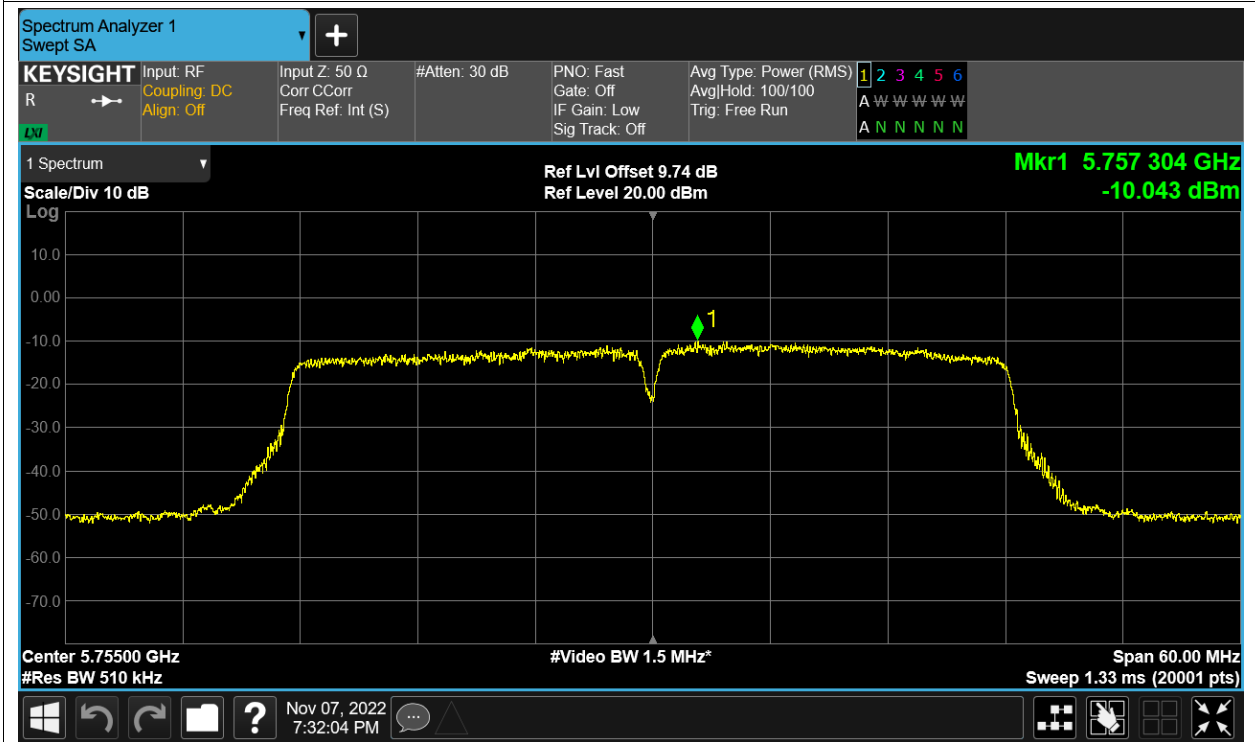 Spectrum Analyzer 1
Swept SA
KEYSIGHT
R
LXI
Input: RF
Coupling: DC
Align: Off
Input Z: 50 Ω
Corr CCorr
Freq Ref: Int (S)
#Atten: 30 dB
PNO: Fast
Gate: Off
IF Gain: Low
Sig Track: Off
Avg Type: Power (RMS)
Avg|Hold: 100/100
Trig: Free Run
1 2 3 4 5 6
A W W W W W
A N N N N N
1 Spectrum
Scale/Div 10 dB
Log
Ref Lvl Offset 9.74 dB
Ref Level 20.00 dBm
Mkr1 5.757 304 GHz
-10.043 dBm
10.0
0.00
-10.0
-20.0
-30.0
-40.0
-50.0
-60.0
-70.0
1
Center 5.75500 GHz
#Res BW 510 kHz
#Video BW 1.5 MHz*
Span 60.00 MHz
Sweep 1.33 ms (20001 pts)
?
Nov 07, 2022
7:32:04 PM